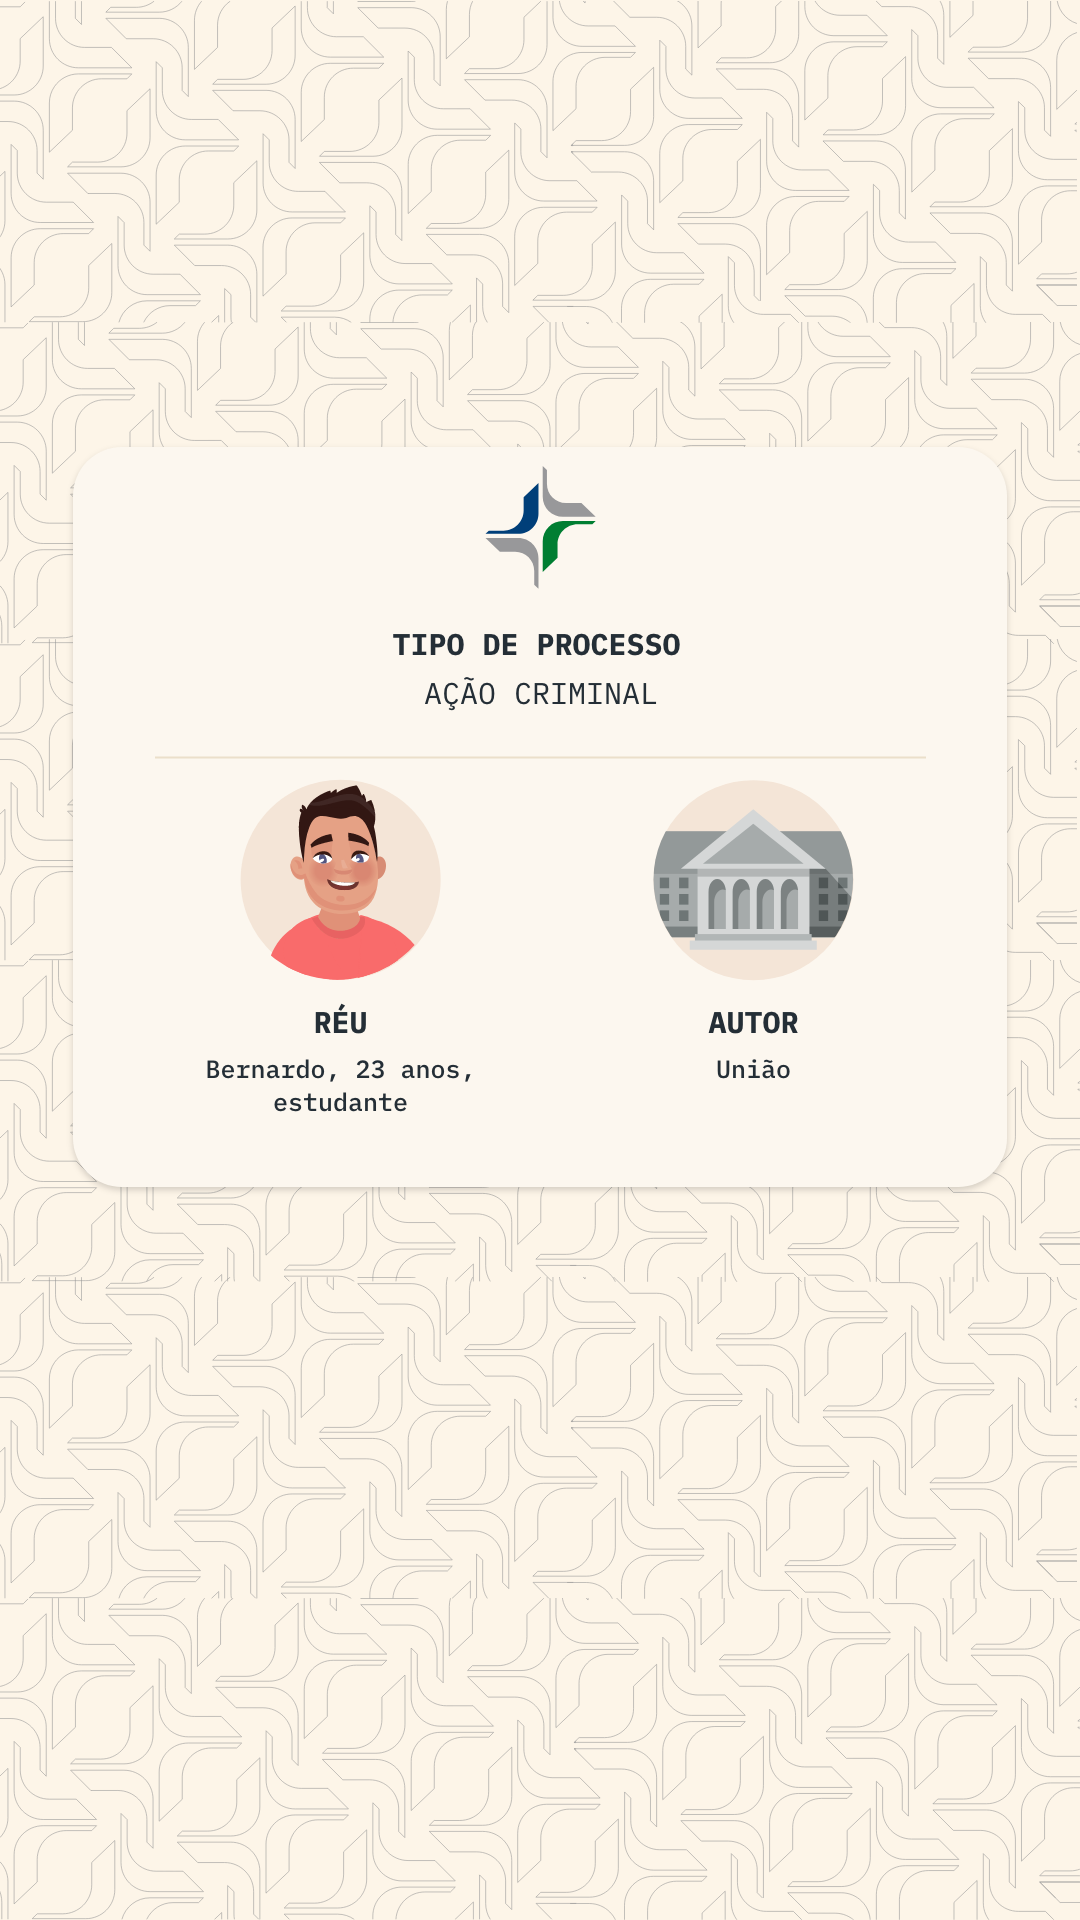 TIPO DE PROCESSO
AÇÃO CRIMINAL
RÉU
Bernardo, 23 anos,
estudante
AUTOR
União